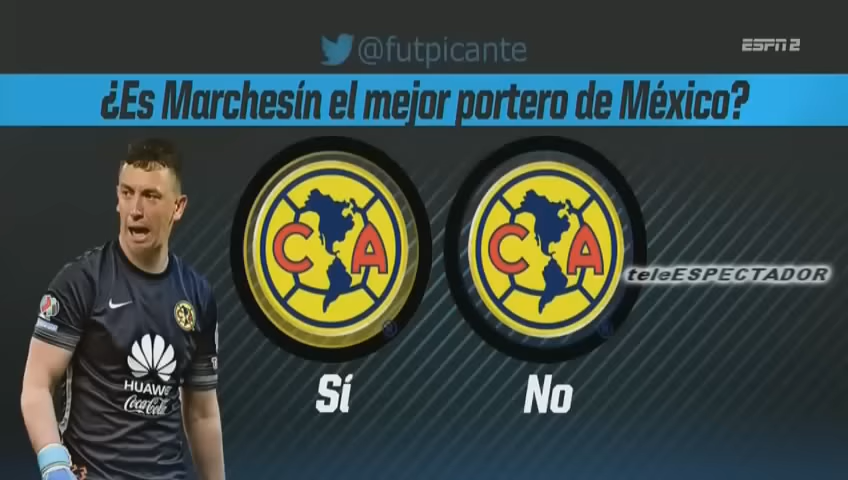 @futpicante
ESPN 2
¿Es Marchesín el mejor portero de México?
CA
CA
teleESPECTADOR
HUAWEI
Coca-Cola
Sí
No